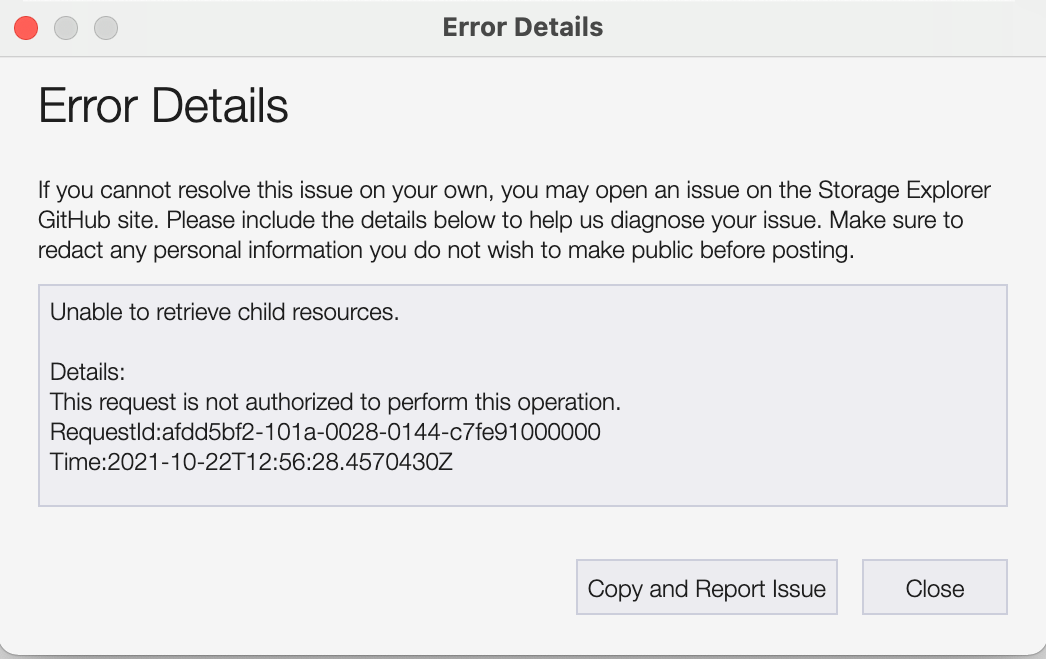 Error Details
Error Details
If you cannot resolve this issue on your own, you may open an issue on the Storage Explorer
GitHub site. Please include the details below to help us diagnose your issue. Make sure to
redact any personal information you do not wish to make public before posting.
Unable to retrieve child resources.
Details:
This request is not authorized to perform this operation.
RequestId:afdd5bf2-101a-0028-0144-c7fe91000000
Time:2021-10-22T12:56:28.4570430Z
Copy and Report Issue
Close